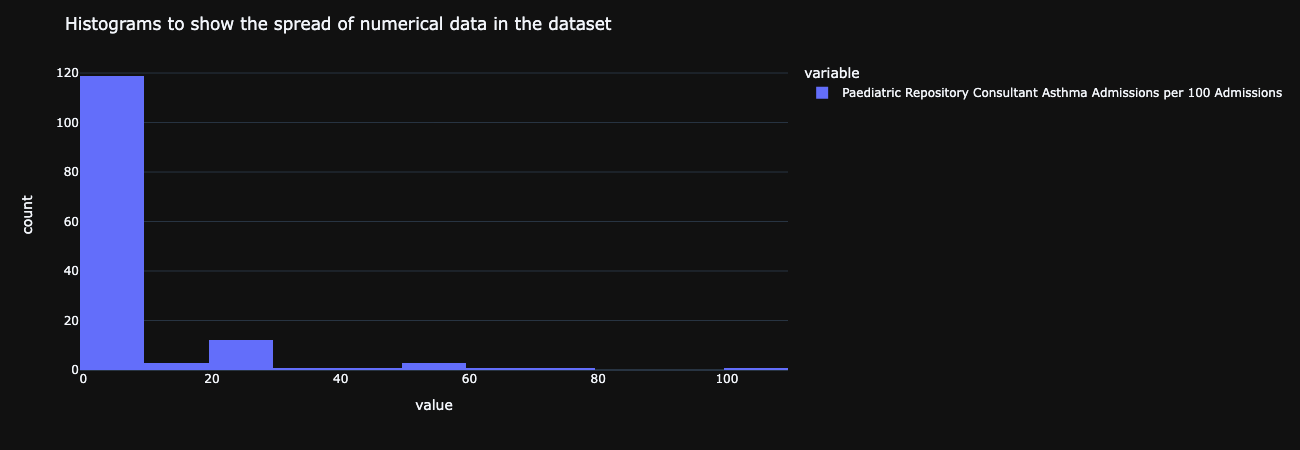 Histograms to show the spread of numerical data in the dataset
120
100
80
60
40
20
0
count
0 20 40 60 80 100
value
variable
Paediatric Repository Consultant Asthma Admissions per 100 Admissions